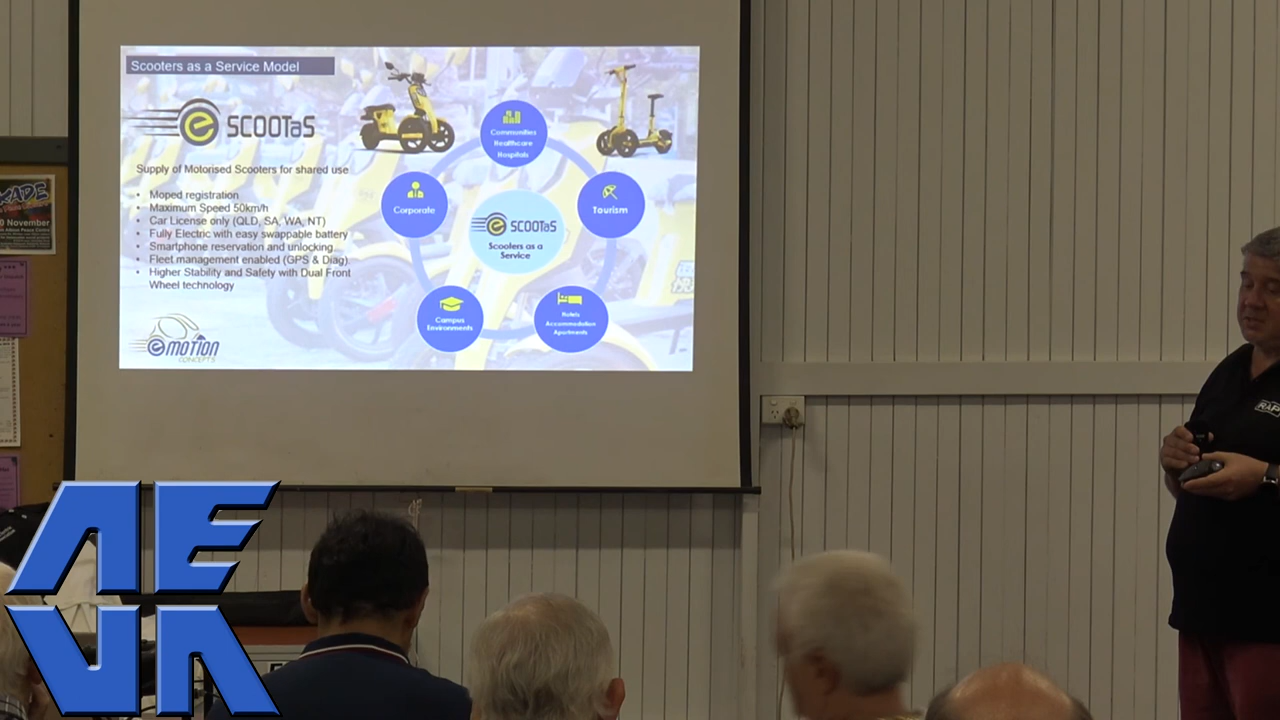 Scooters as a Service Model
e SCOOTaS
Supply of Motorised Scooters for shared use
• Moped registration
• Maximum Speed 50km/h
• Car License only (QLD, SA, WA, NT)
• Fully Electric with easy swappable battery
• Smartphone reservation and unlocking
• Fleet management enabled (GPS & Diag)
• Higher Stability and Safety with Dual Front
Wheel technology
e MOTION
CONCEPTS
Communities
Healthcare
Hospitals
Corporate
Tourism
e SCOOTaS
Scooters as a
Service
Campus
Environments
Hotels
Accommodation
Apartments
November
AEVA